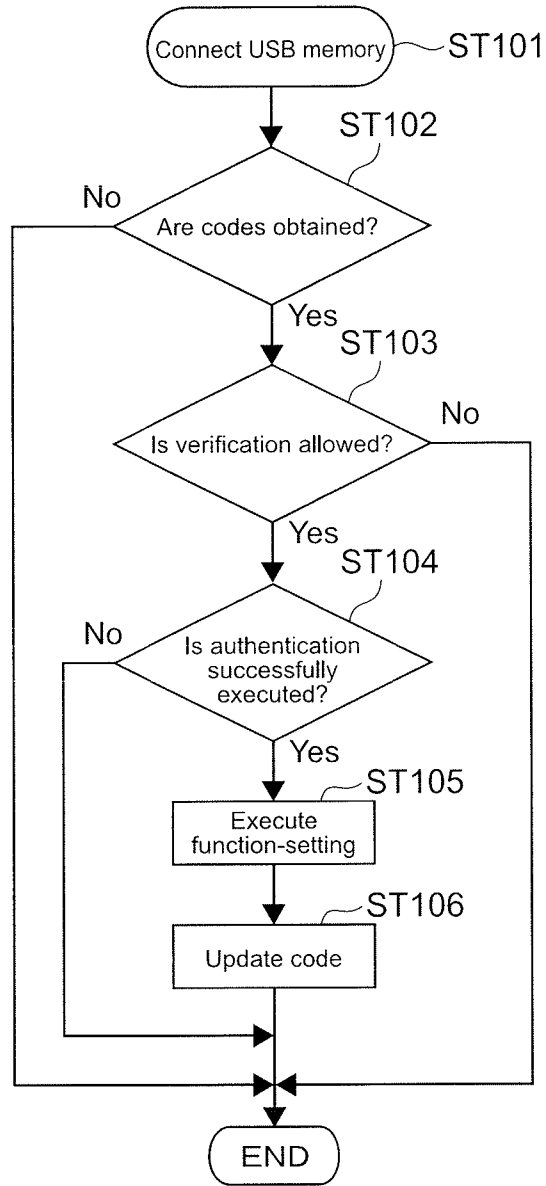 Connect USB memory
ST101
ST102
No
Are codes obtained?
Yes
ST103
No
Is verification allowed?
Yes
ST104
No
Is authentication
successfully
executed?
Yes
ST105
Execute
function-setting
ST106
Update code
END